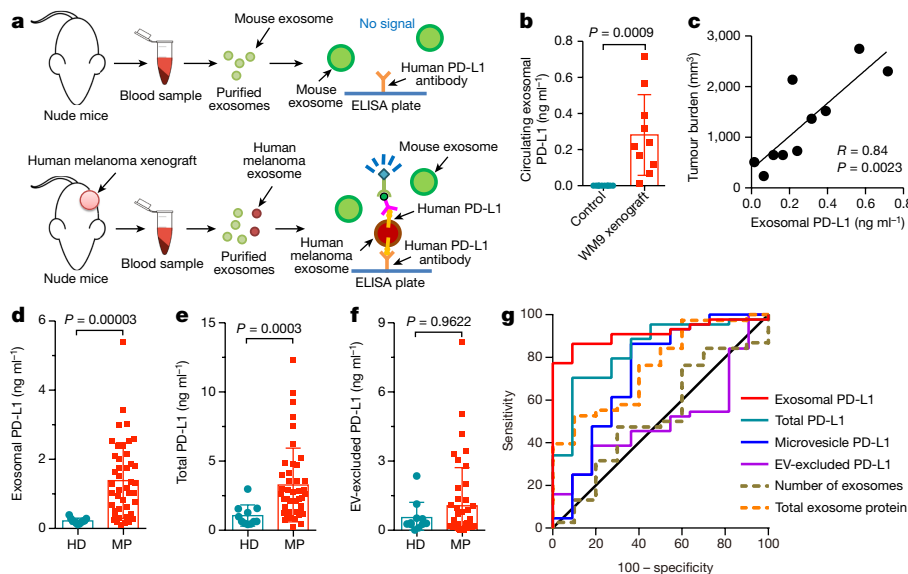 a
Nude mice
Blood sample
Purified
exosomes
Mouse exosome
No signal
Mouse
exosome
Human PD-L1
antibody
ELISA plate
Human melanoma xenograft
Nude mice
Blood sample
Human
melanoma
exosome
Purified
exosomes
Mouse exosome
Human PD-L1
Human
melanoma
exosome
Human PD-L1
antibody
ELISA plate
b
P = 0.0009
Circulating exosomal
PD-L1 (ng ml⁻¹)
0.8
0.6
0.4
0.2
0.0
Control
WM9 xenograft
c
Tumour burden (mm³)
3,000
2,000
1,000
0
R = 0.84
P = 0.0023
0.0
0.2
0.4
0.6
0.8
Exosomal PD-L1 (ng ml⁻¹)
d
P = 0.00003
Exosomal PD-L1 (ng ml⁻¹)
6
5
4
3
2
1
0
HD
MP
e
P = 0.0003
Total PD-L1 (ng ml⁻¹)
15
10
5
0
HD
MP
f
P = 0.9622
EV-excluded PD-L1 (ng ml⁻¹)
9
6
3
0
HD
MP
g
Sensitivity
100
80
60
40
20
0
0
20
40
60
80
100
100 – specificity
Exosomal PD-L1
Total PD-L1
Microvesicle PD-L1
EV-excluded PD-L1
Number of exosomes
Total exosome protein